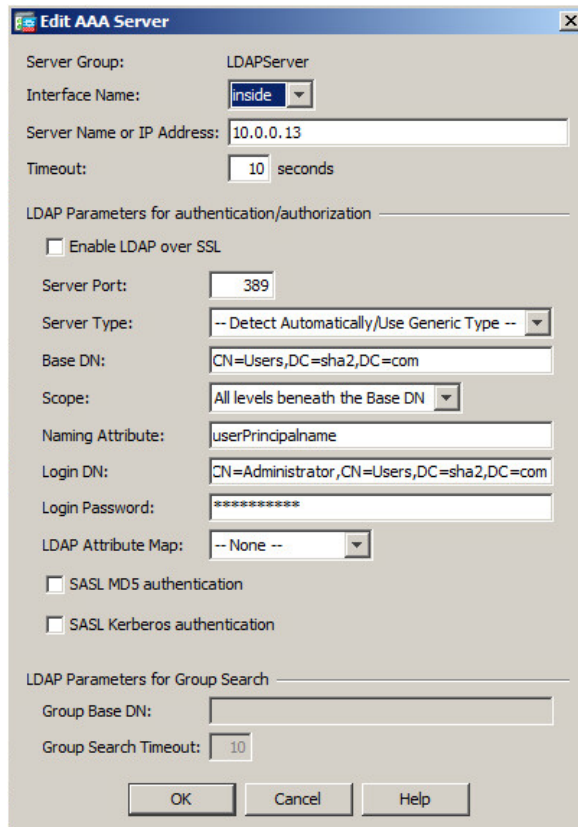 Edit AAA Server
Server Group: LDAPServer
Interface Name: inside
Server Name or IP Address: 10.0.0.13
Timeout: 10 seconds
LDAP Parameters for authentication/authorization
Enable LDAP over SSL
Server Port: 389
Server Type: -- Detect Automatically/Use Generic Type --
Base DN: CN=Users,DC=sha2,DC=com
Scope: All levels beneath the Base DN
Naming Attribute: userPrincipalname
Login DN: CN=Administrator,CN=Users,DC=sha2,DC=com
Login Password: **********
LDAP Attribute Map: -- None --
SASL MD5 authentication
SASL Kerberos authentication
LDAP Parameters for Group Search
Group Base DN:
Group Search Timeout: 10
OK Cancel Help